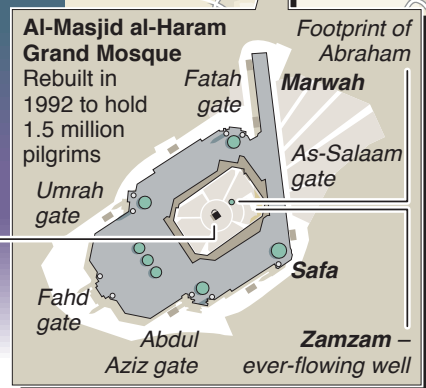 Al-Masjid al-Haram
Grand Mosque
Rebuilt in
1992 to hold
1.5 million
pilgrims
Footprint of
Abraham
Fatah
gate
Marwah
As-Salaam
gate
Umrah
gate
Safa
Fahd
gate
Abdul
Aziz gate
Zamzam –
ever-flowing well